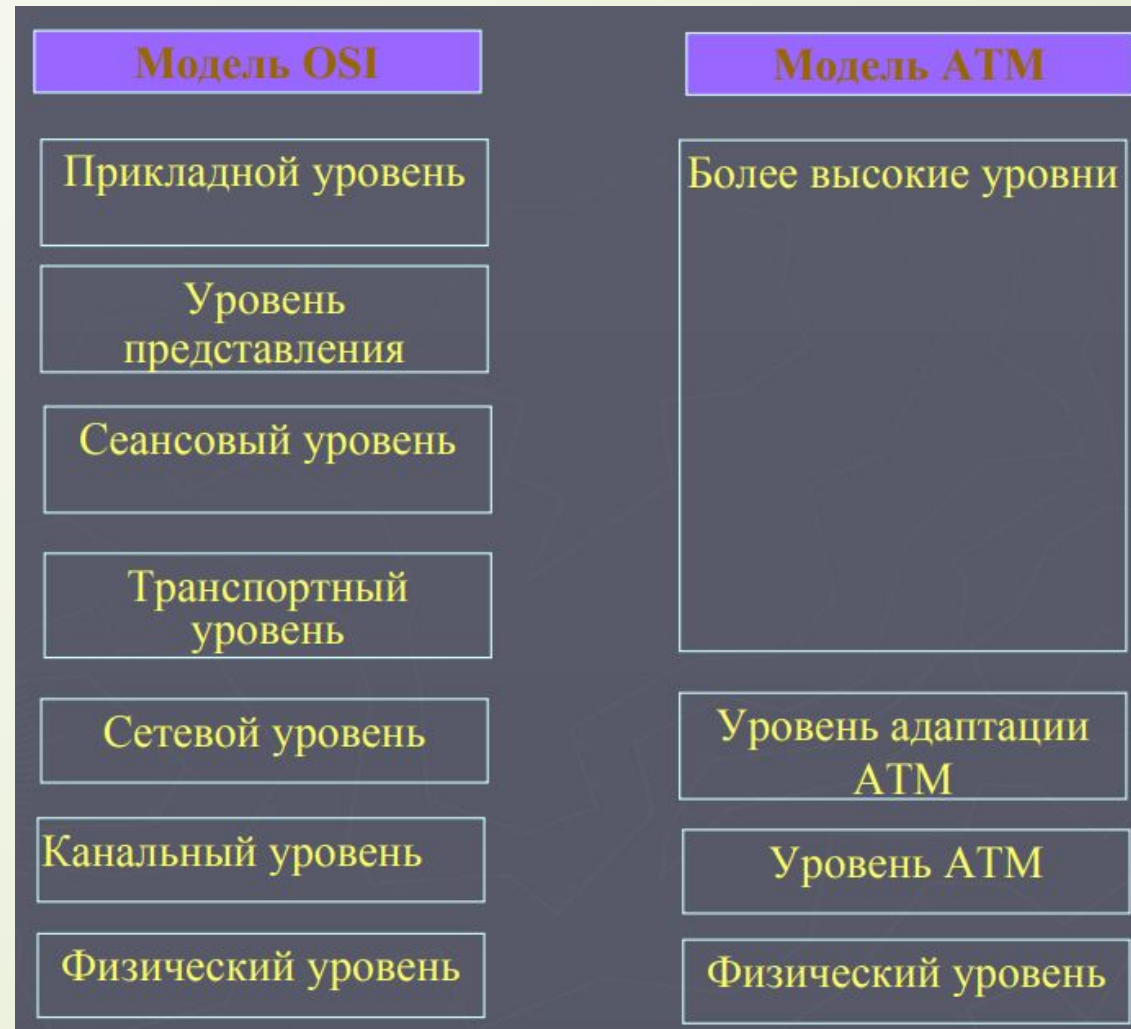 Модель OSI
Прикладной уровень
Уровень
представления
Сеансовый уровень
Транспортный
уровень
Сетевой уровень
Канальный уровень
Физический уровень
Модель ATM
Более высокие уровни
Уровень адаптации
ATM
Уровень ATM
Физический уровень